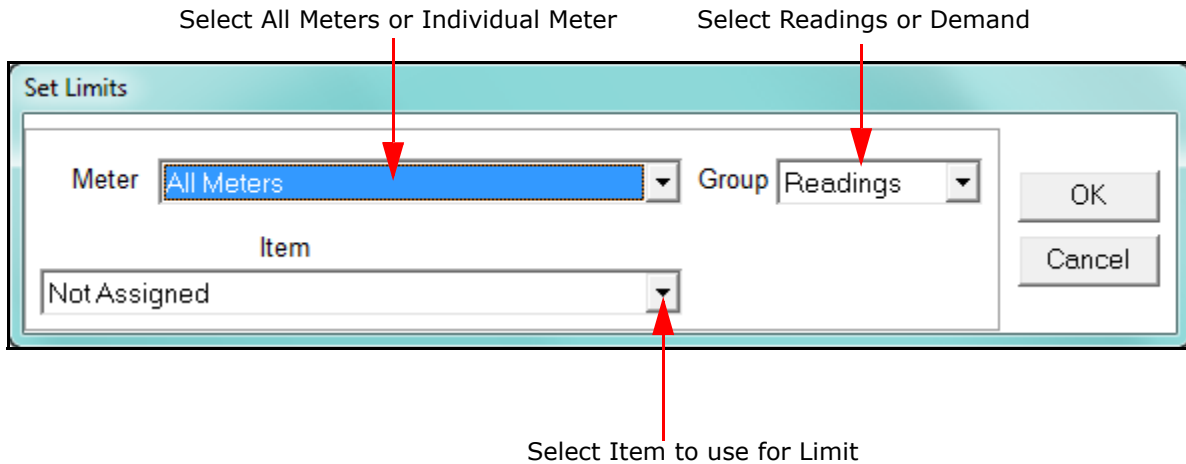 Select All Meters or Individual Meter
Select Readings or Demand
Set Limits
Meter
All Meters
Group
Readings
OK
Item
Cancel
Not Assigned
Select Item to use for Limit